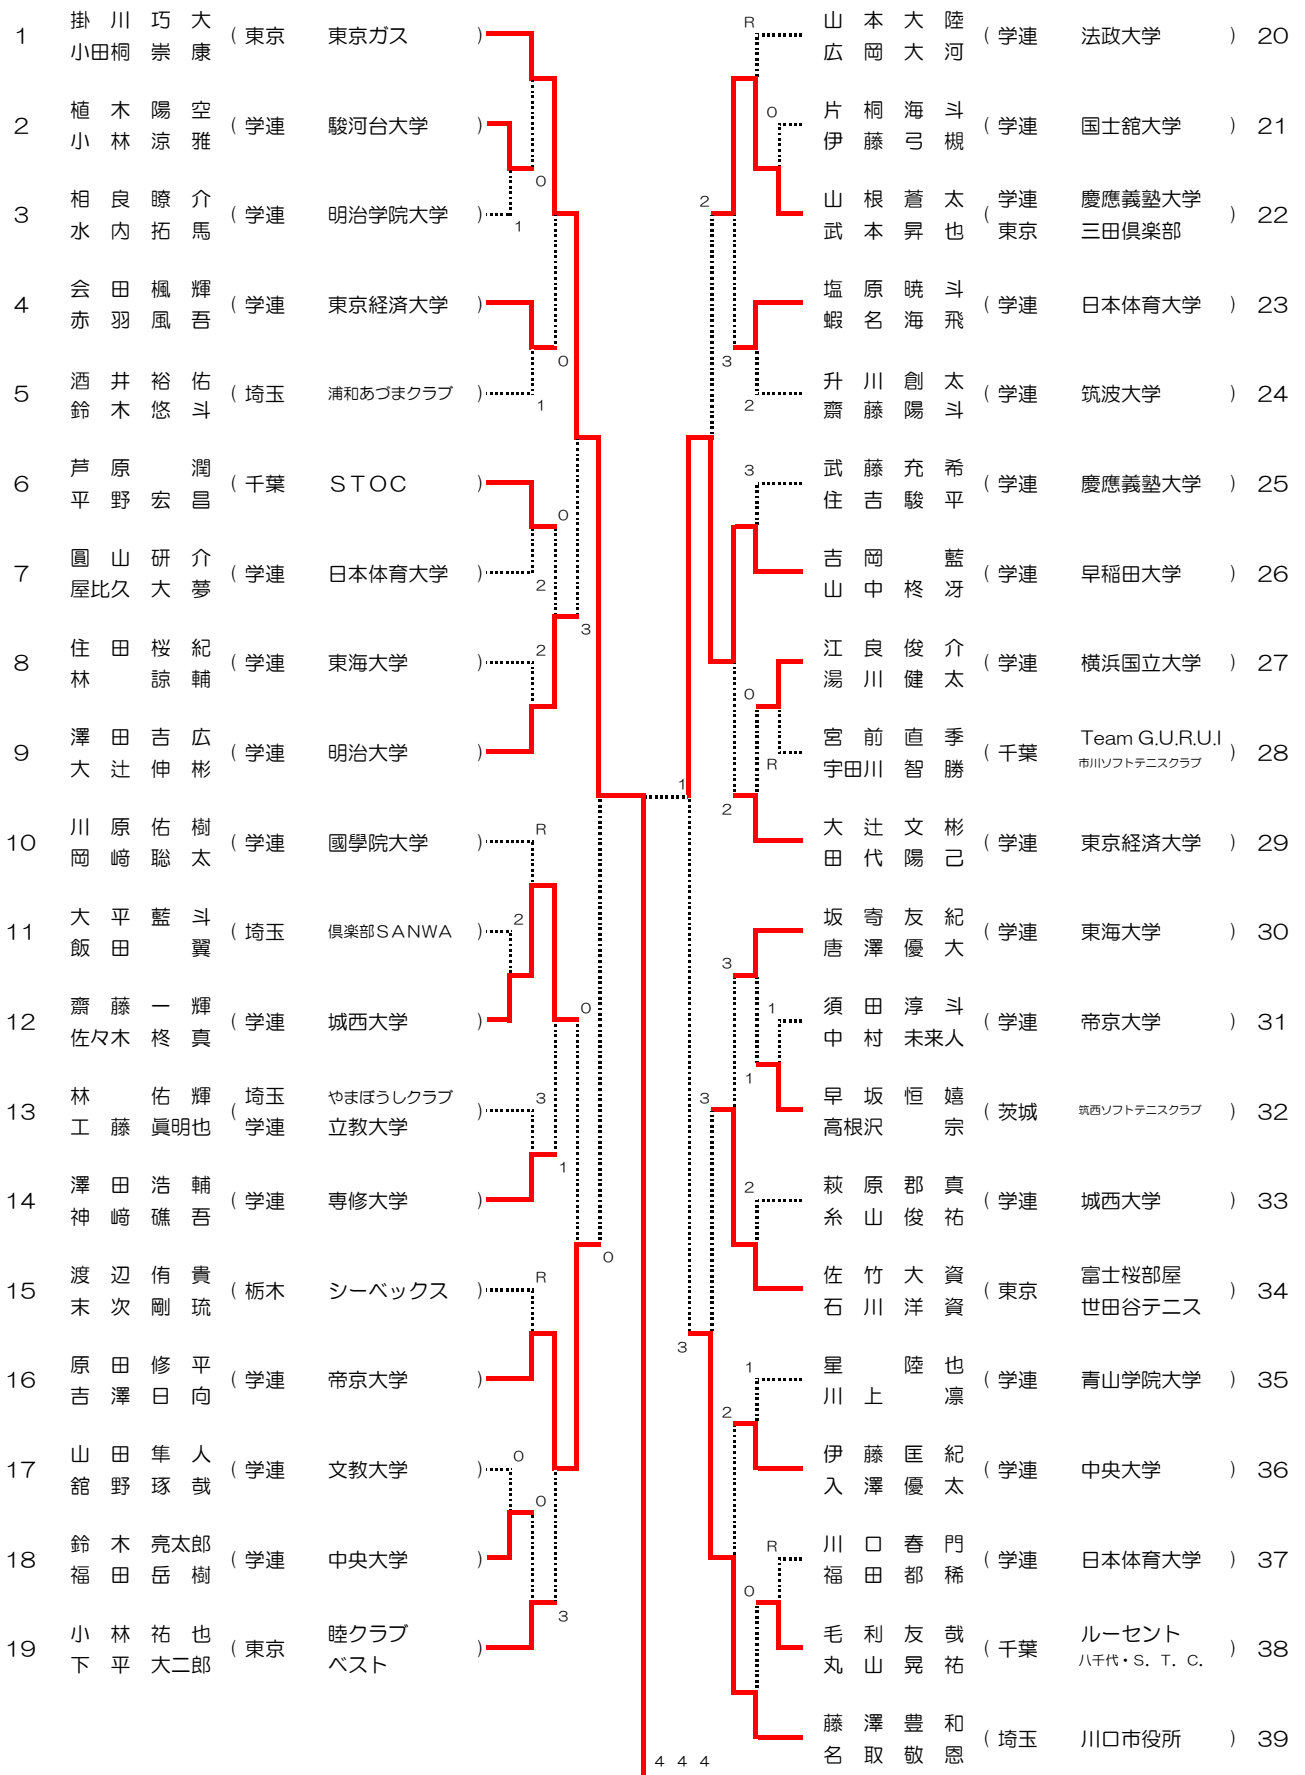 1 掛川巧大 小田桐崇康 (東京 東京ガス)
2 植木陽空 小林涼雅 (学連 駿河台大学)
0
3 相良瞭介 水内拓馬 (学連 明治学院大学)
1
4 会田楓輝 赤羽風吾 (学連 東京経済大学)
0
5 酒井裕佑 鈴木悠斗 (埼玉 浦和あづまクラブ)
1
6 芦原潤 平野宏昌 (千葉 STOC)
0
7 圓山研介 屋比久大夢 (学連 日本体育大学)
2
3
8 住田桜紀 林諒輔 (学連 東海大学)
2
9 澤田吉広 大辻伸彬 (学連 明治大学)
10 川原佑樹 岡﨑聡太 (学連 國學院大学)
R
11 大平藍斗 飯田翼 (埼玉 倶楽部SANWA)
2
12 齋藤一輝 佐々木柊真 (学連 城西大学)
0
13 林佑輝 工藤眞明也 (埼玉 学連 やまぼうしクラブ 立教大学)
3
1
14 澤田浩輔 神﨑礁吾 (学連 専修大学)
0
15 渡辺侑貴 末次剛琉 (栃木 シーベックス)
R
16 原田修平 吉澤日向 (学連 帝京大学)
17 山田隼人 舘野琢哉 (学連 文教大学)
0
0
18 鈴木亮太郎 福田岳樹 (学連 中央大学)
3
19 小林祐也 下平大二郎 (東京 睦クラブ ベスト)
R
山本大陸 広岡大河 (学連 法政大学) 20
0
片桐海斗 伊藤弓槻 (学連 国士舘大学) 21
2
山根蒼太 武本昇也 (学連 東京 慶應義塾大学 三田倶楽部) 22
塩原暁斗 蝦名海飛 (学連 日本体育大学) 23
3
升川創太 齋藤陽斗 (学連 筑波大学) 24
2
3
武藤充希 住吉駿平 (学連 慶應義塾大学) 25
吉岡藍 山中柊冴 (学連 早稲田大学) 26
江良俊介 湯川健太 (学連 横浜国立大学) 27
0
宮前直季 宇田川智勝 (千葉 Team G.U.R.U.I 市川ソフトテニスクラブ) 28
R
1
2
大辻文彬 田代陽己 (学連 東京経済大学) 29
坂寄友紀 唐澤優大 (学連 東海大学) 30
3
須田淳斗 中村未来人 (学連 帝京大学) 31
1
1
早坂恒嬉 高根沢宗 (茨城 筑西ソフトテニスクラブ) 32
3
萩原郡真 糸山俊祐 (学連 城西大学) 33
2
佐竹大資 石川洋資 (東京 富士桜部屋 世田谷テニス) 34
3
星陸也 川上凛 (学連 青山学院大学) 35
1
2
伊藤匡紀 入澤優太 (学連 中央大学) 36
R
川口春門 福田都稀 (学連 日本体育大学) 37
0
毛利友哉 丸山晃祐 (千葉 ルーセント 八千代・S.T.C.) 38
藤澤豊和 名取敬恩 (埼玉 川口市役所) 39
4 4 4